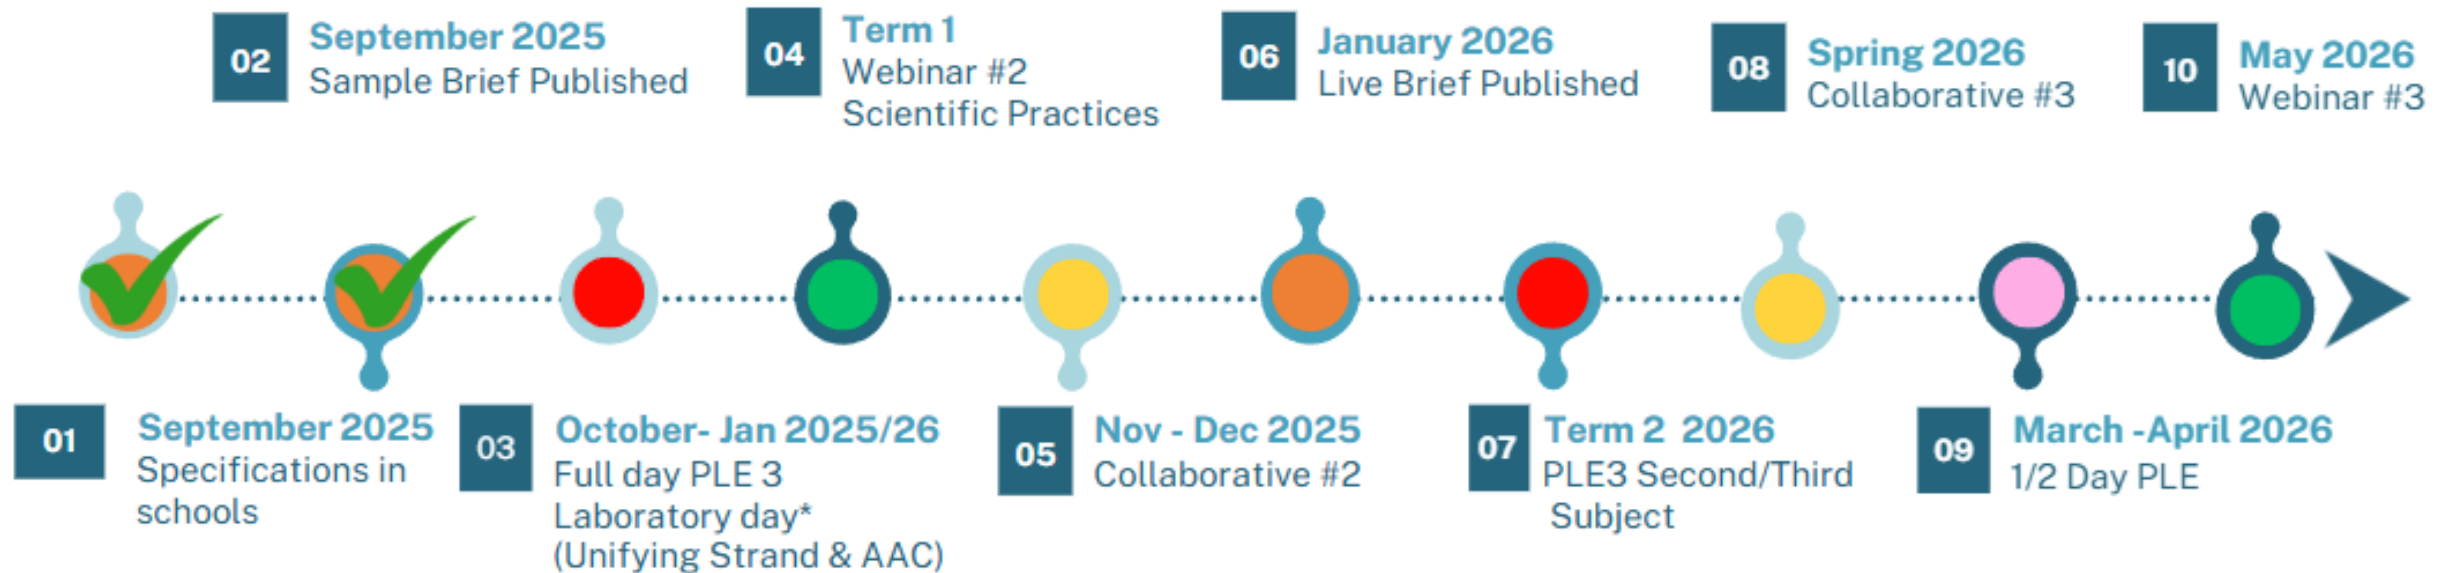 02
September 2025
Sample Brief Published
04
Term 1
Webinar #2
Scientific Practices
06
January 2026
Live Brief Published
08
Spring 2026
Collaborative #3
10
May 2026
Webinar #3
01
September 2025
Specifications in
schools
03
October- Jan 2025/26
Full day PLE 3
Laboratory day*
(Unifying Strand & AAC)
05
Nov - Dec 2025
Collaborative #2
07
Term 2  2026
PLE3 Second/Third
Subject
09
March -April 2026
1/2 Day PLE